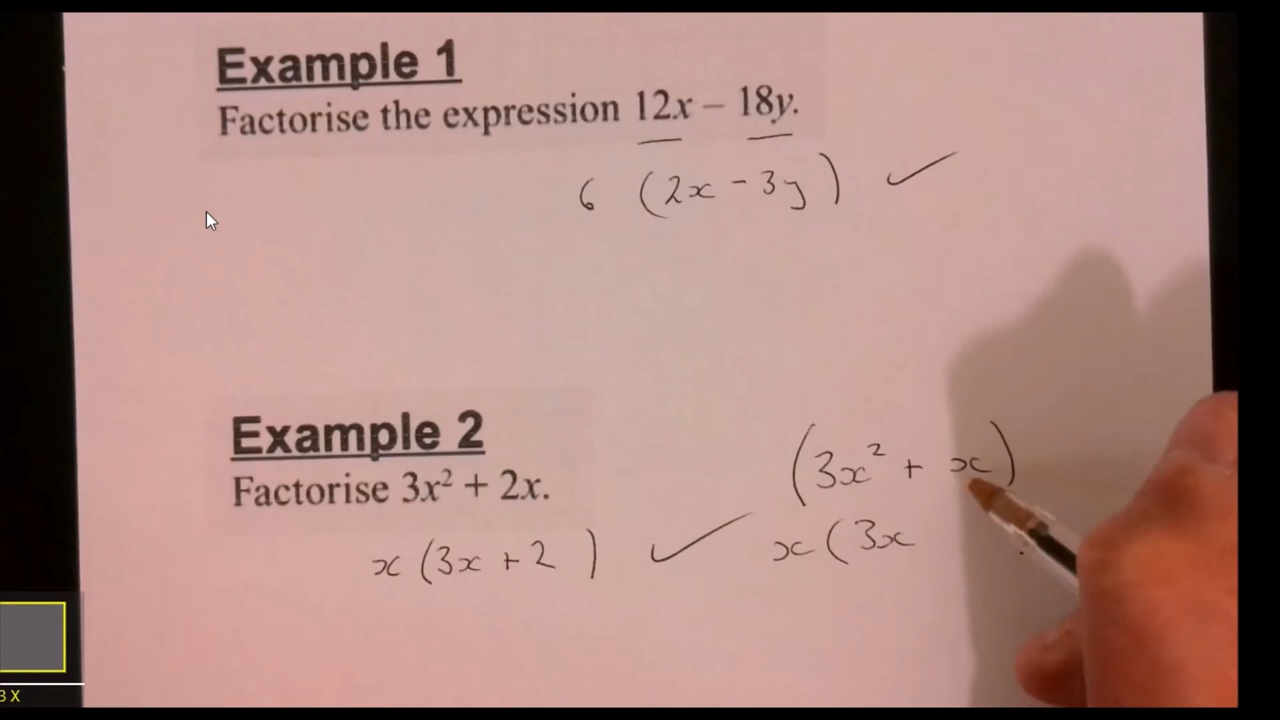 Example 1
Factorise the expression 12x – 18y.
6 (2x - 3y) ✓
Example 2
Factorise 3x² + 2x.
(3x² + x)
x (3x + 2) ✓
x (3x
3 X